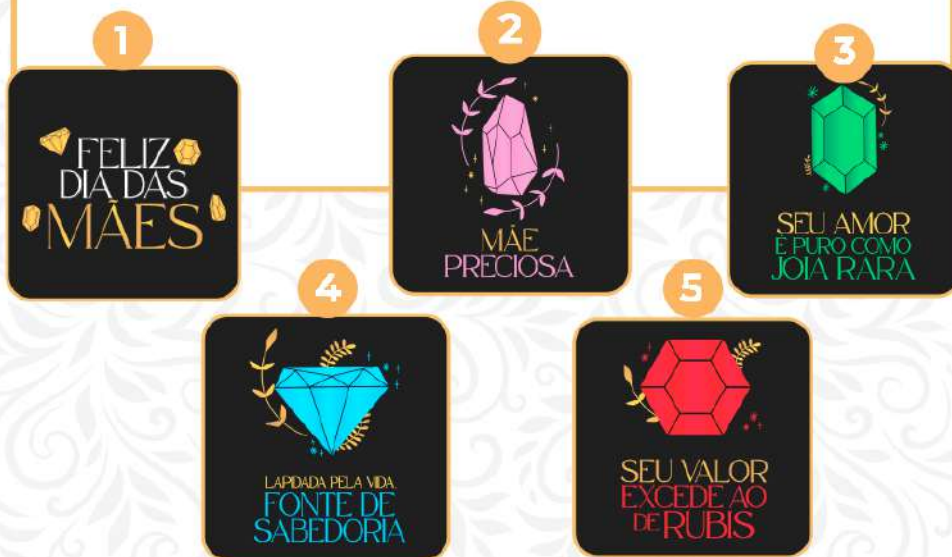 1
FELIZ
DIA DAS
MÃES
2
MÃE
PRECIOSA
3
SEU AMOR
É PURO COMO
JOIA RARA
4
LAPIDADA PELA VIDA,
FONTE DE
SABEDORIA
5
SEU VALOR
EXCEDE AO
DE RUBIS